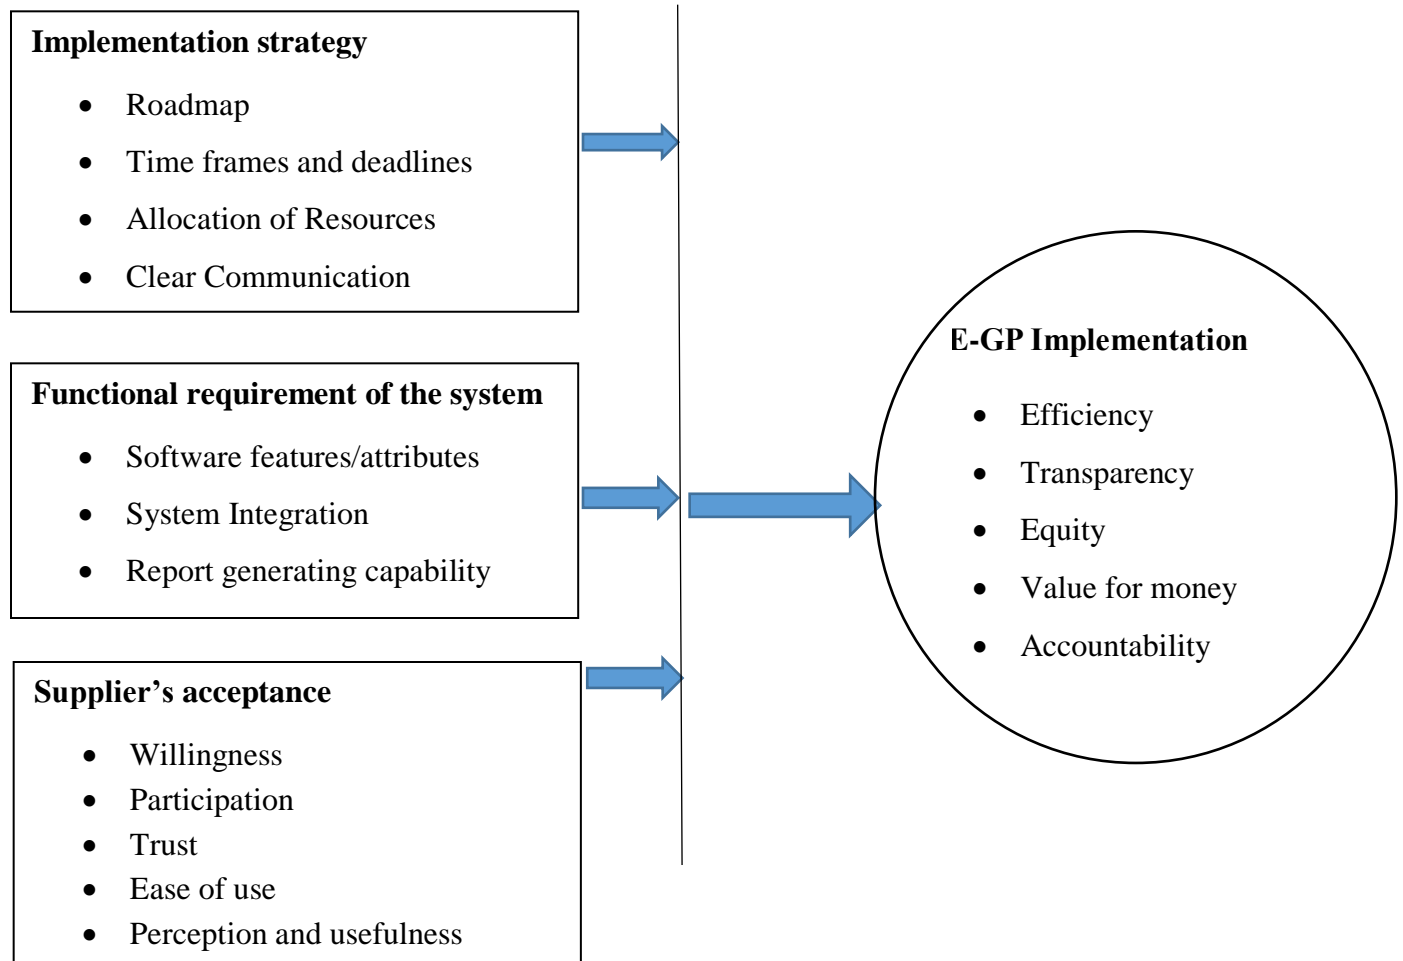 Implementation strategy
• Roadmap
• Time frames and deadlines
• Allocation of Resources
• Clear Communication
Functional requirement of the system
• Software features/attributes
• System Integration
• Report generating capability
Supplier’s acceptance
• Willingness
• Participation
• Trust
• Ease of use
• Perception and usefulness
E-GP Implementation
• Efficiency
• Transparency
• Equity
• Value for money
• Accountability